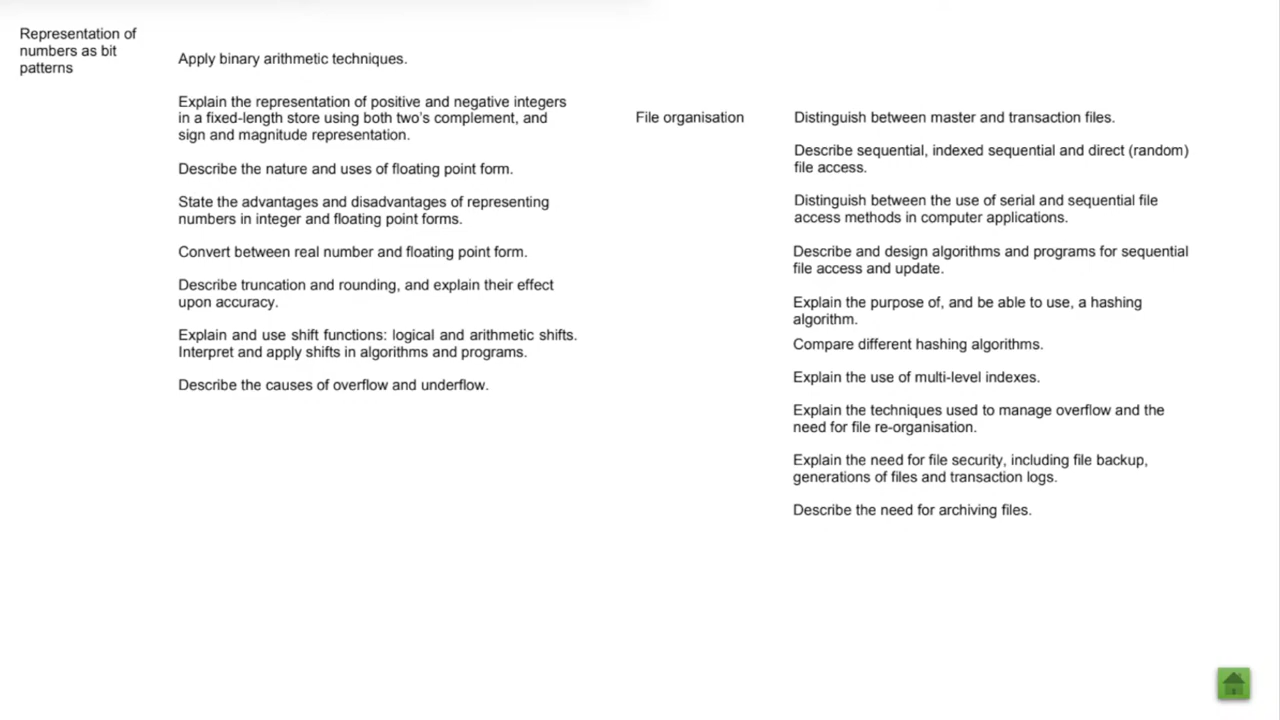 Representation of
numbers as bit
patterns
Apply binary arithmetic techniques.
Explain the representation of positive and negative integers
in a fixed-length store using both two’s complement, and
sign and magnitude representation.
Describe the nature and uses of floating point form.
State the advantages and disadvantages of representing
numbers in integer and floating point forms.
Convert between real number and floating point form.
Describe truncation and rounding, and explain their effect
upon accuracy.
Explain and use shift functions: logical and arithmetic shifts.
Interpret and apply shifts in algorithms and programs.
Describe the causes of overflow and underflow.
File organisation
Distinguish between master and transaction files.
Describe sequential, indexed sequential and direct (random)
file access.
Distinguish between the use of serial and sequential file
access methods in computer applications.
Describe and design algorithms and programs for sequential
file access and update.
Explain the purpose of, and be able to use, a hashing
algorithm.
Compare different hashing algorithms.
Explain the use of multi-level indexes.
Explain the techniques used to manage overflow and the
need for file re-organisation.
Explain the need for file security, including file backup,
generations of files and transaction logs.
Describe the need for archiving files.